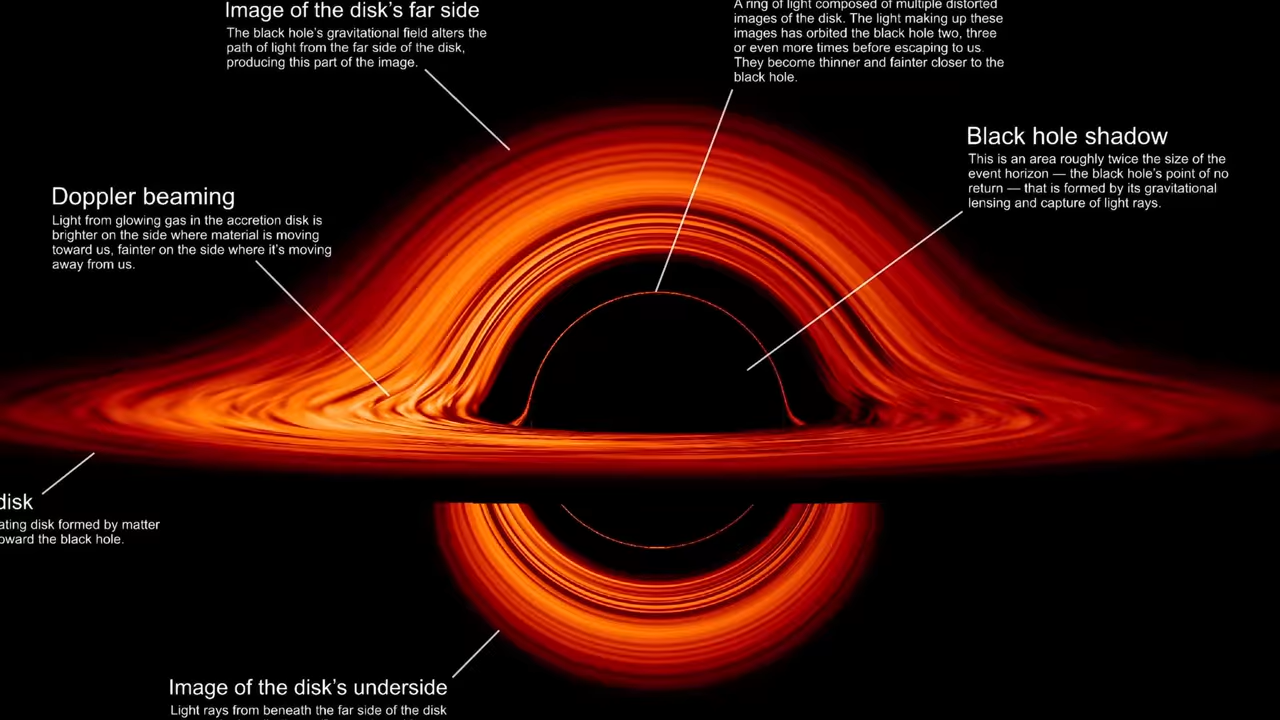 Image of the disk's far side
The black hole's gravitational field alters the
path of light from the far side of the disk,
producing this part of the image.
A ring of light composed of multiple distorted
images of the disk. The light making up these
images has orbited the black hole two, three
or even more times before escaping to us.
They become thinner and fainter closer to the
black hole.
Black hole shadow
This is an area roughly twice the size of the
event horizon — the black hole's point of no
return — that is formed by its gravitational
lensing and capture of light rays.
Doppler beaming
Light from glowing gas in the accretion disk is
brighter on the side where material is moving
toward us, fainter on the side where it's moving
away from us.
disk
ating disk formed by matter
oward the black hole.
Image of the disk's underside
Light rays from beneath the far side of the disk